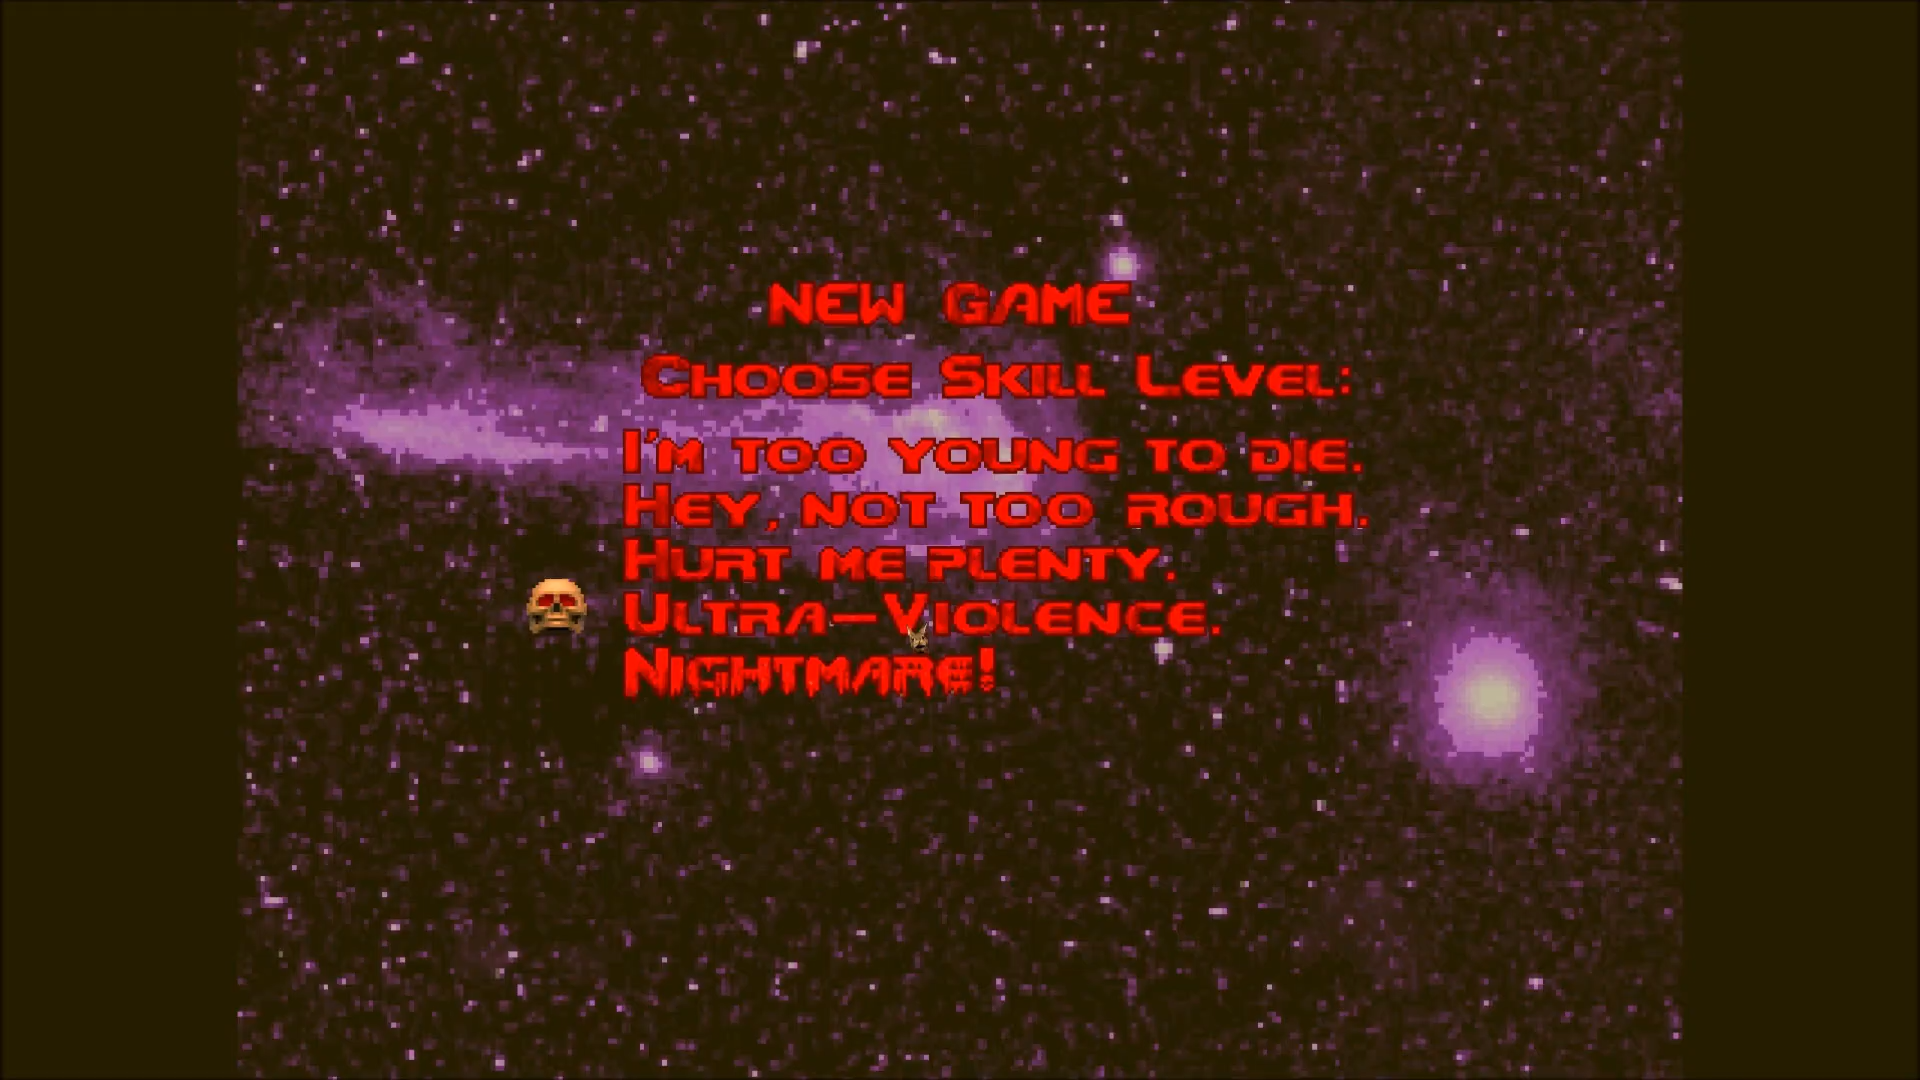 NEW GAME
CHOOSE SKILL LEVEL:
I'M TOO YOUNG TO DIE.
HEY, NOT TOO ROUGH.
HURT ME PLENTY.
ULTRA-VIOLENCE.
NIGHTMARE!